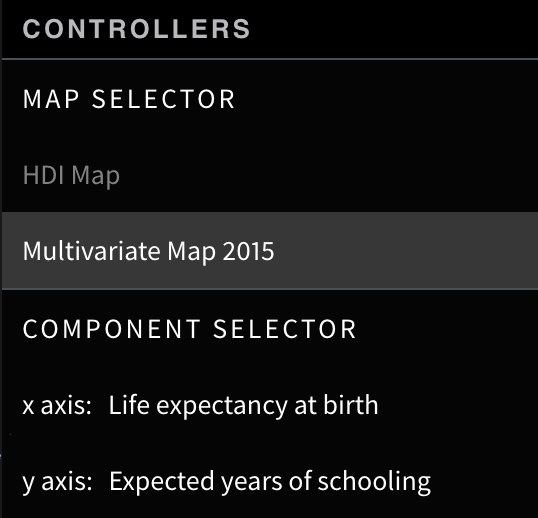 CONTROLLERS
MAP SELECTOR
HDI Map
Multivariate Map 2015
COMPONENT SELECTOR
x axis: Life expectancy at birth
y axis: Expected years of schooling